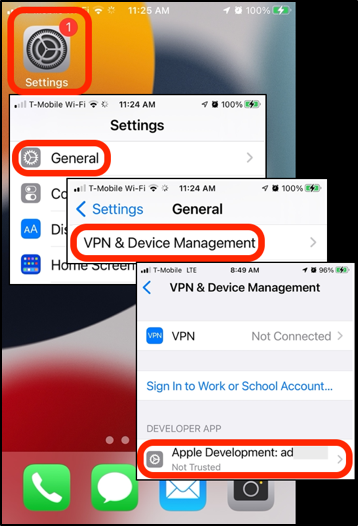 T-Mobile Wi-Fi 11:25 AM 100%
1
Settings
T-Mobile Wi-Fi 11:24 AM 100%
Settings
General
Co
T-Mobile Wi-Fi 11:24 AM 100%
Settings General
AA Dis
VPN & Device Management
Home Screen
T-Mobile LTE 8:49 AM 96%
VPN & Device Management
VPN VPN Not Connected
Sign In to Work or School Account...
DEVELOPER APP
Apple Development: ad
Not Trusted